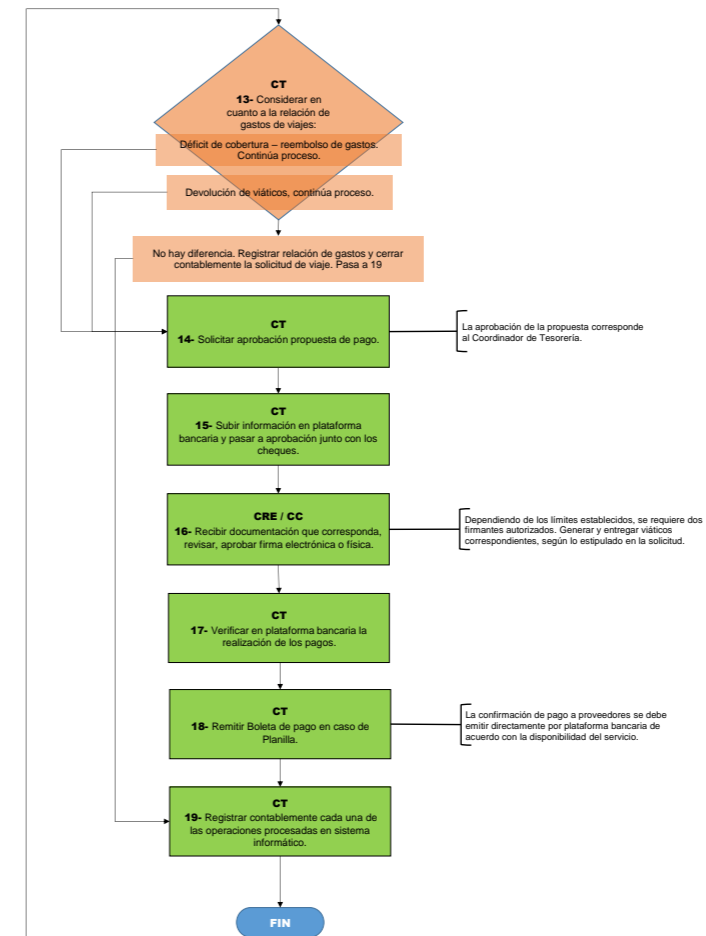 CT
13- Considerar en
cuanto a la relación de
gastos de viajes:
Déficit de cobertura – reembolso de gastos.
Continúa proceso.
Devolución de viáticos, continúa proceso.
No hay diferencia. Registrar relación de gastos y cerrar
contablemente la solicitud de viaje. Pasa a 19
CT
14- Solicitar aprobación propuesta de pago.
La aprobación de la propuesta corresponde
al Coordinador de Tesorería.
CT
15- Subir información en plataforma
bancaria y pasar a aprobación junto con los
cheques.
CRE / CC
16- Recibir documentación que corresponda,
revisar, aprobar firma electrónica o física.
Dependiendo de los límites establecidos, se requiere dos
firmantes autorizados. Generar y entregar viáticos
correspondientes, según lo estipulado en la solicitud.
CT
17- Verificar en plataforma bancaria la
realización de los pagos.
CT
18- Remitir Boleta de pago en caso de
Planilla.
La confirmación de pago a proveedores se debe
emitir directamente por plataforma bancaria de
acuerdo con la disponibilidad del servicio.
CT
19- Registrar contablemente cada una de
las operaciones procesadas en sistema
informático.
FIN